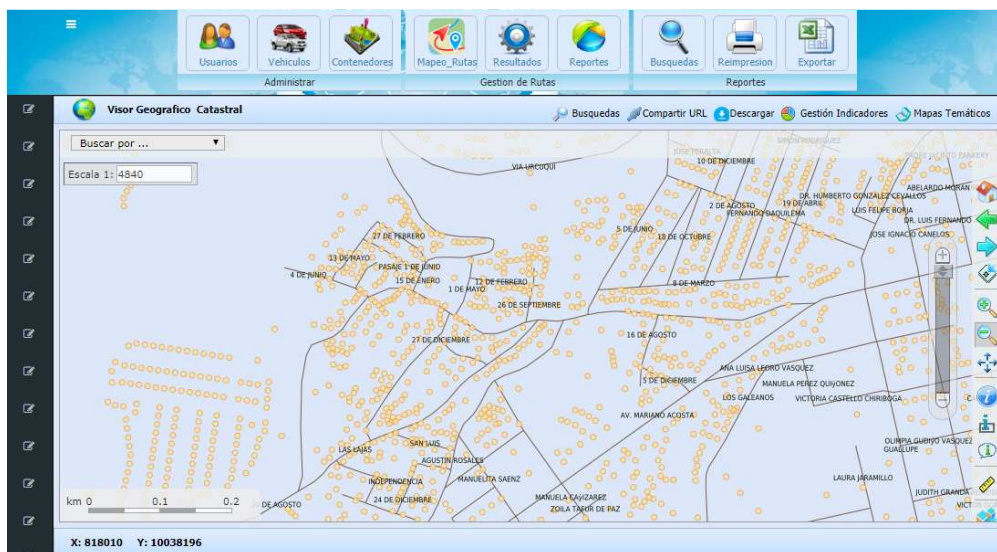 Usuarios Vehiculos Contenedores Mapeo_Rutas Resultados Reportes Busquedas Reimpresion Exportar
Administrar Gestion de Rutas Reportes
Visor Geografico Catastral Busquedas Compartir URL Descargar Gestión Indicadores Mapas Temáticos
Buscar por ...
Escala 1: 4840
JOSE PERALTA
10 DE DICIEMBRE
VIA URCUQUI
ABELARDO MORAN
DR. HUMBERTO GONZALEZ CEVALLOS
2 DE AGOSTO
19 DE ABRIL
LUIS FELIPE BORJA
FERNANDO DAQUILEMA
DR. LUIS FERNANDO
5 DE JUNIO
18 DE OCTUBRE
JOSE IGNACIO CANELOS
27 DE FEBRERO
13 DE MAYO
PASAJE 1 DE JUNIO
4 DE JUNIO
15 DE ENERO
12 DE FEBRERO
8 DE MARZO
1 DE MAYO
26 DE SEPTIEMBRE
27 DE DICIEMBRE
16 DE AGOSTO
ANA LUISA LEORO VASQUEZ
5 DE DICIEMBRE
MANUELA PEREZ QUIÿONEZ
LOS GALEANOS
VICTORIA CASTELLO CHIRIBOGA
AV. MARIANO ACOSTA
SAN LUIS
LAS LAJAS
OLIMPIA GUDIÿO VASQUEZ
GUALLUPE
AGUSTIN ROSALES
INDEPENDENCIA
MANUELITA SAENZ
LAURA JARAMILLO
JUDITH GRANDA
24 DE DICIEMBRE
MANUELA CAÿIZAREZ
DE AGOSTO
ZOILA TAFUR DE PAZ
VICT
km 0 0.1 0.2
X: 818010 Y: 10038196